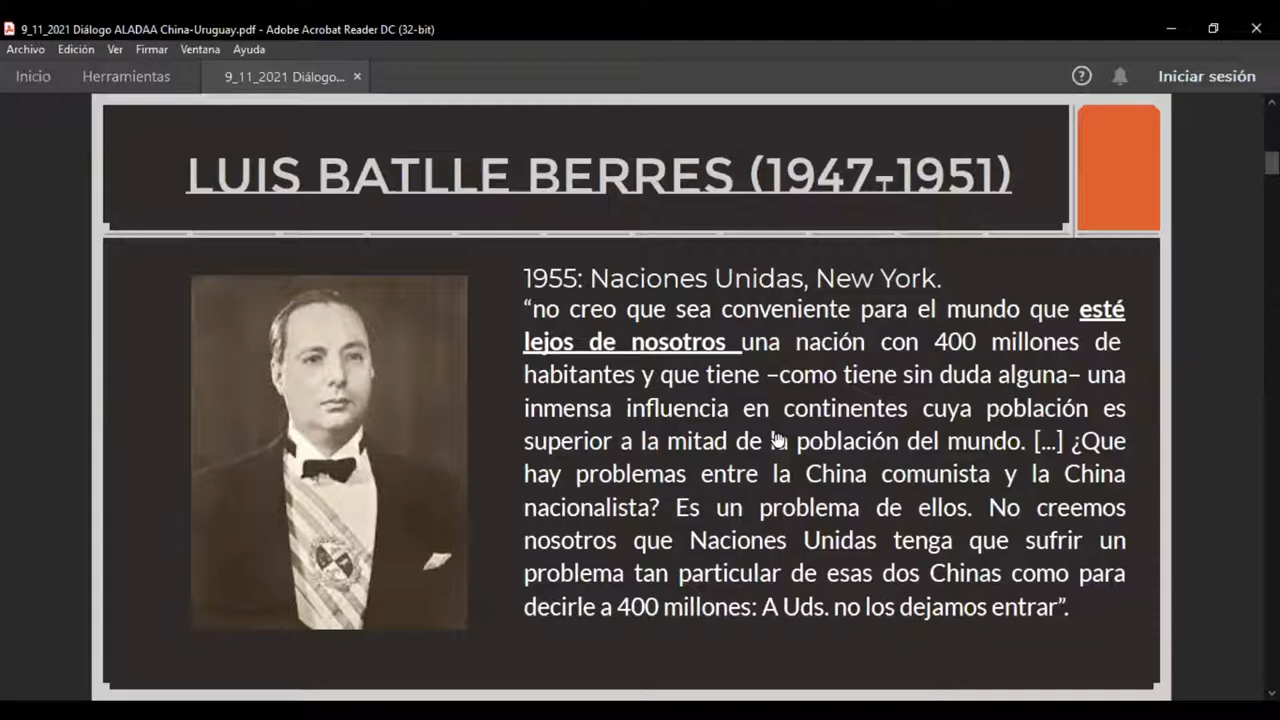 9_11_2021 Diálogo ALADAA China-Uruguay.pdf - Adobe Acrobat Reader DC (32-bit)
Archivo Edición Ver Firmar Ventana Ayuda
Inicio Herramientas 9_11_2021 Diálogo... × Iniciar sesión
LUIS BATLLE BERRES (1947-1951)
1955: Naciones Unidas, New York.
“no creo que sea conveniente para el mundo que esté
lejos de nosotros una nación con 400 millones de
habitantes y que tiene –como tiene sin duda alguna– una
inmensa influencia en continentes cuya población es
superior a la mitad de población del mundo. [...] ¿Que
hay problemas entre la China comunista y la China
nacionalista? Es un problema de ellos. No creemos
nosotros que Naciones Unidas tenga que sufrir un
problema tan particular de esas dos Chinas como para
decirle a 400 millones: A Uds. no los dejamos entrar”.